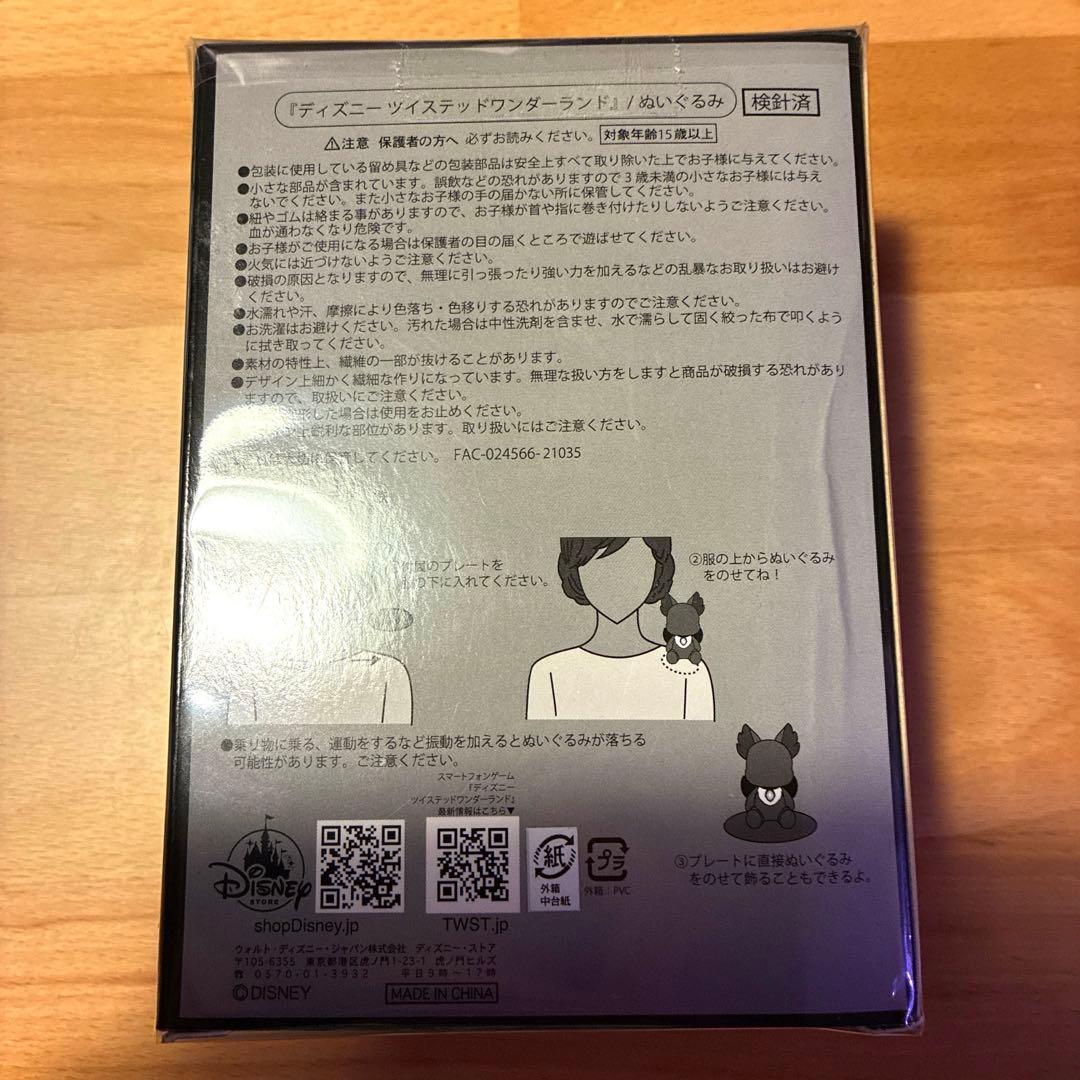 『ディズニー ツイステッドワンダーランド』/ ぬいぐるみ 検針済
⚠注意 保護者の方へ 必ずお読みください。 対象年齢15歳以上
●包装に使用している留め具などの包装部品は安全上すべて取り除いた上でお子様に与えてください。
●小さな部品が含まれています。誤飲などの恐れがありますので3歳未満の小さなお子様には与え
ないでください。また小さなお子様の手の届かない所に保管してください。
●紐やゴムは絡まる事がありますので、お子様が首や指に巻き付けたりしないようご注意ください。
血が通わなくなり危険です。
●お子様がご使用になる場合は保護者の目の届くところで遊ばせてください。
●火気には近づけないようご注意ください。
●破損の原因となりますので、無理に引っ張ったり強い力を加えるなどの乱暴なお取り扱いはお避け
ください。
●水濡れや汗、摩擦により色落ち・色移りする恐れがありますのでご注意ください。
●お洗濯はお避けください。汚れた場合は中性洗剤を含ませ、水で濡らして固く絞った布で叩くよう
に拭き取ってください。
●素材の特性上、繊維の一部が抜けることがあります。
●デザイン上細かく繊細な作りになっています。無理な扱い方をしますと商品が破損する恐れがあり
ますので、取扱いにご注意ください。
形した場合は使用をお止めください。
上鋭利な部位があります。取り扱いにはご注意ください。
保管してください。 FAC-024566-21035
のプレートを
の下に入れてください。
②服の上からぬいぐるみ
をのせてね！
●乗り物に乗る、運動をするなど振動を加えるとぬいぐるみが落ちる
可能性があります。ご注意ください。
スマートフォンゲーム
『ディズニー
ツイステッドワンダーランド』
最新情報はこちら▼
③プレートに直接ぬいぐるみ
をのせて飾ることもできるよ。
Disney
STORE
shopDisney.jp
TWST.jp
紙
外箱
中台紙
プラ
外箱：PVC
ウォルト・ディズニー・ジャパン株式会社 ディズニー・ストア
〒105-6355 東京都港区虎ノ門1-23-1 虎ノ門ヒルズ
☎ 0570-01-3932 平日9時～17時
©DISNEY MADE IN CHINA